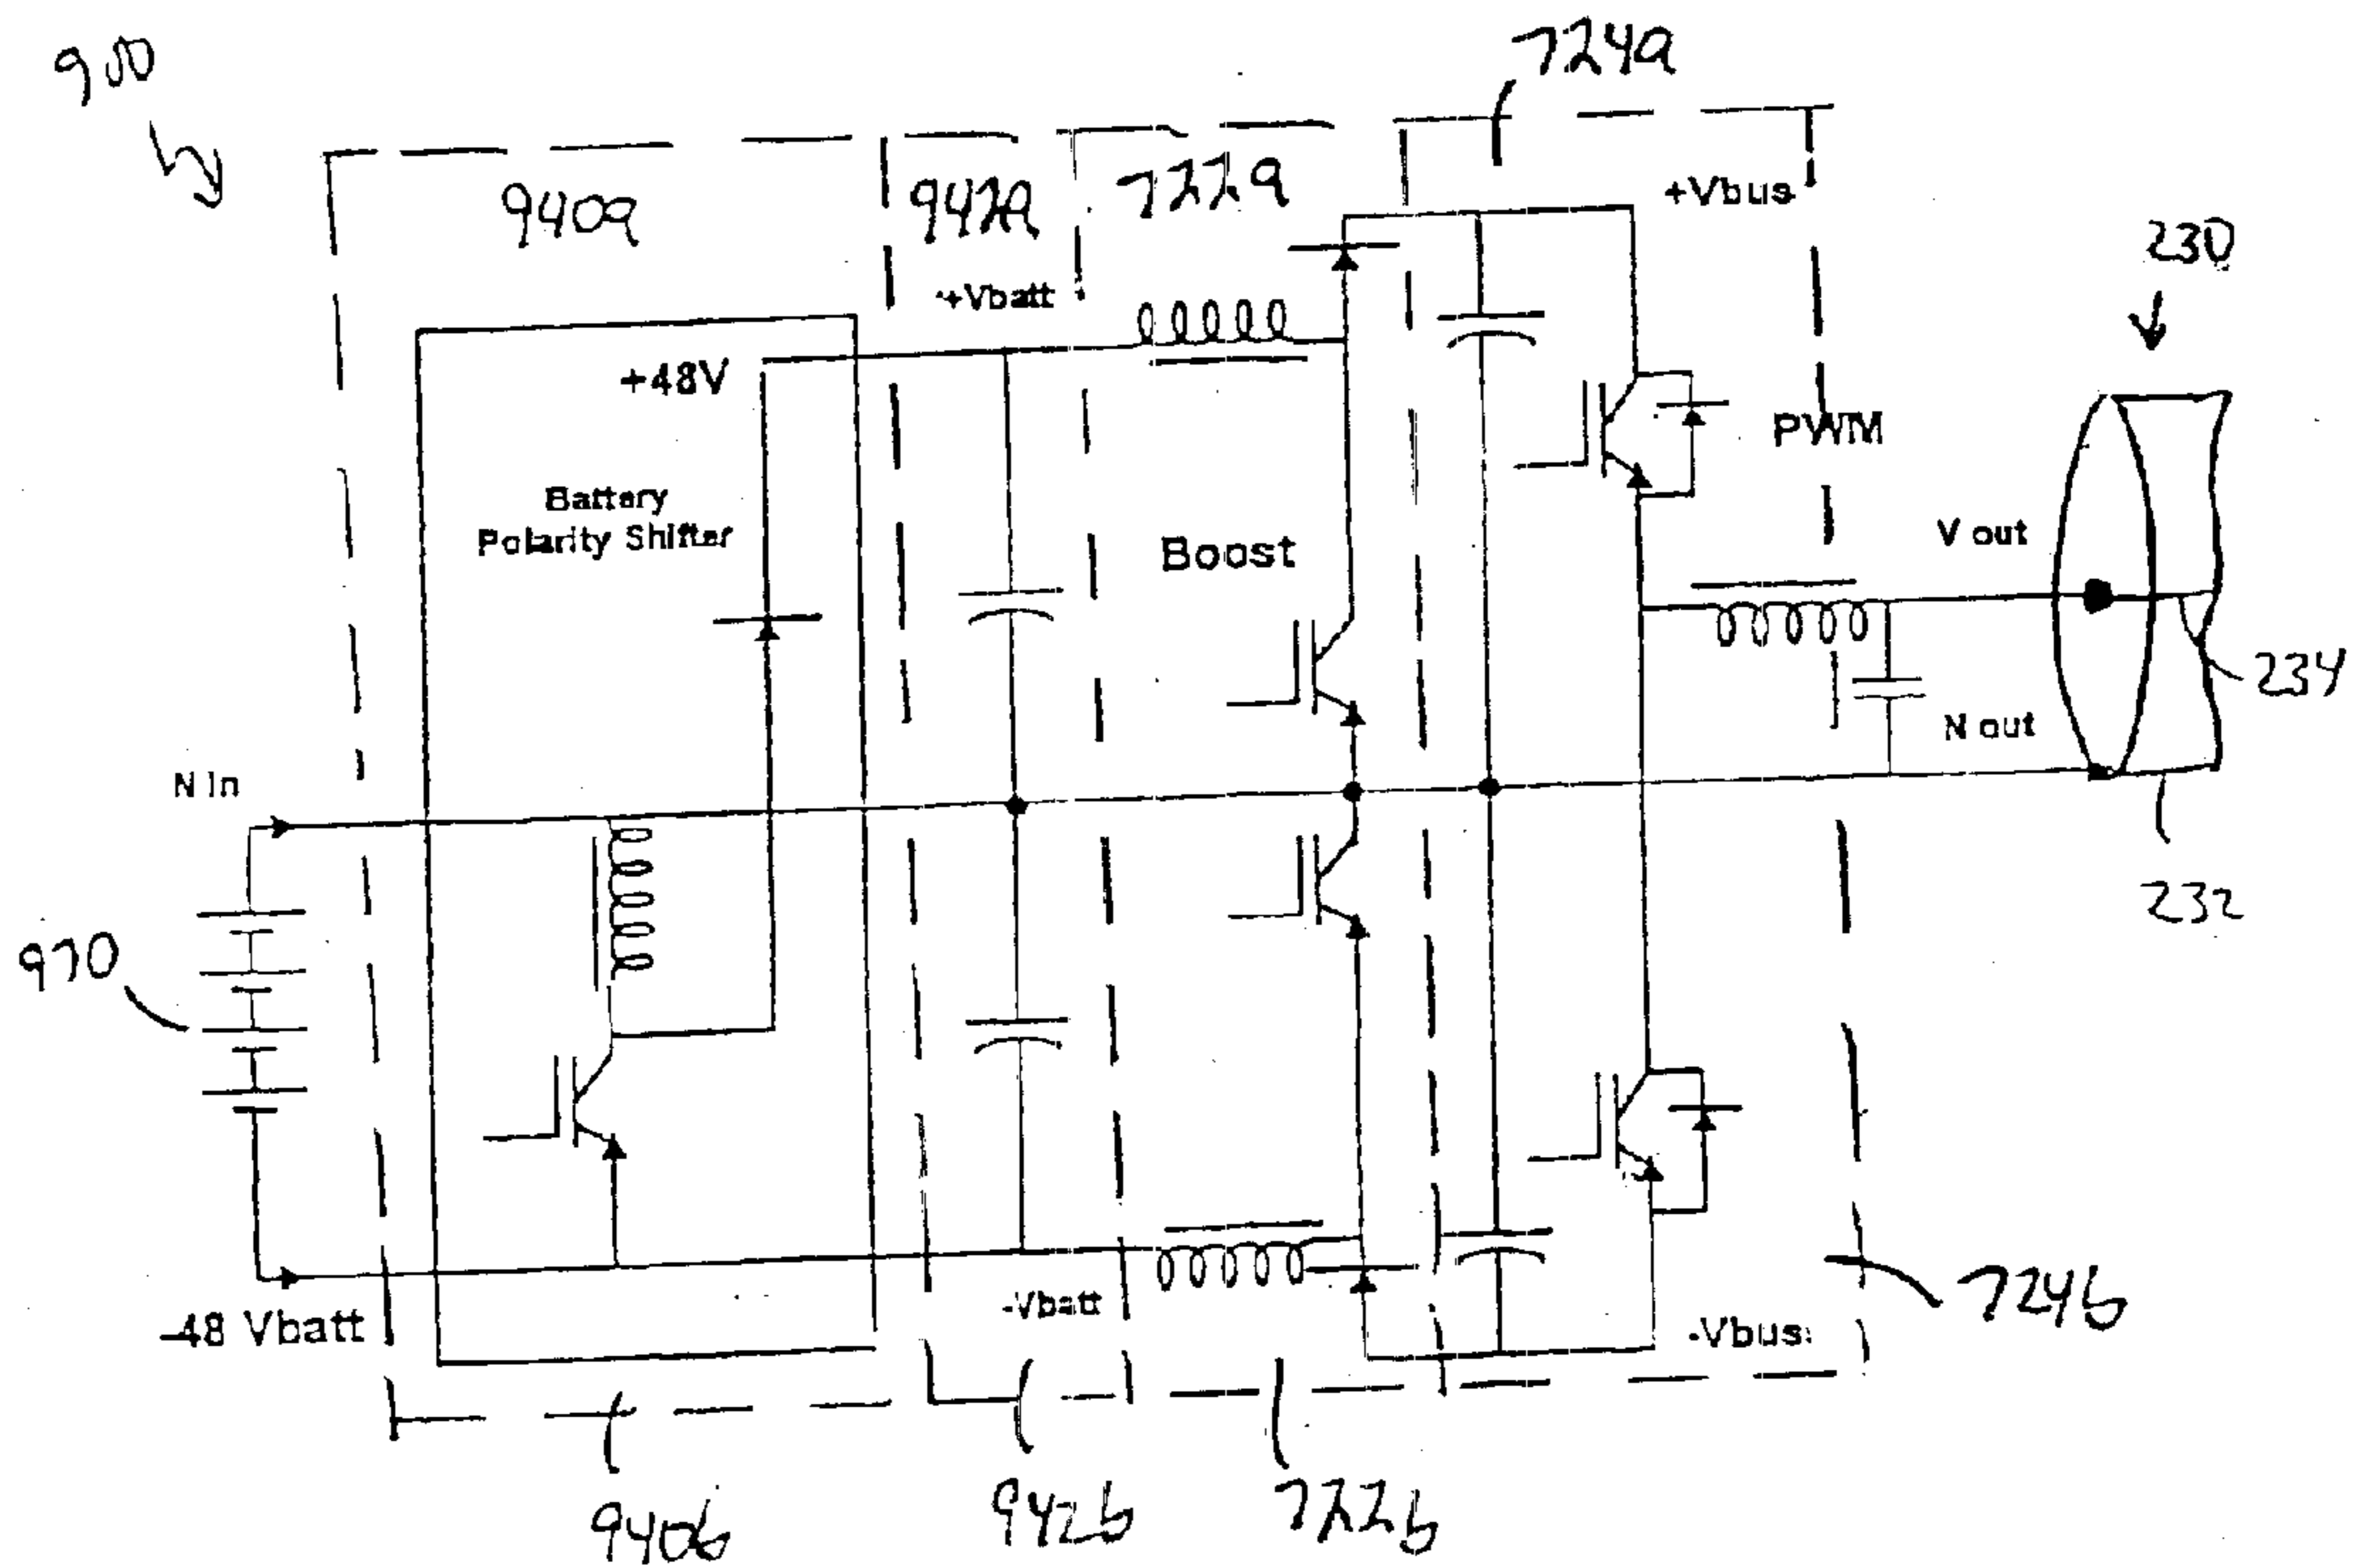 900
724a
940a
942a
722a
+Vbus
230
+Vbatt
+48V
PWM
Battery
Polarity Shifter
Boost
V out
234
N out
N In
232
970
-48 Vbatt
-Vbatt
-Vbus
724b
940b
942b
722b